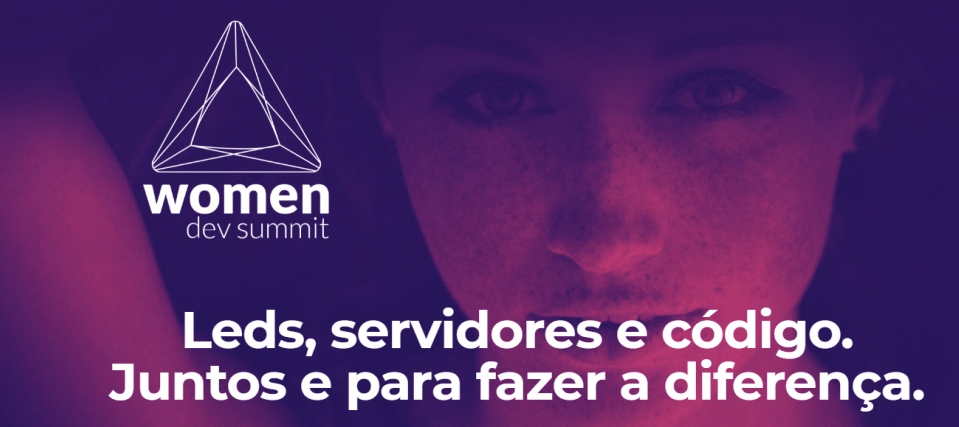 women
dev summit
Leds, servidores e código.
Juntos e para fazer a diferença.